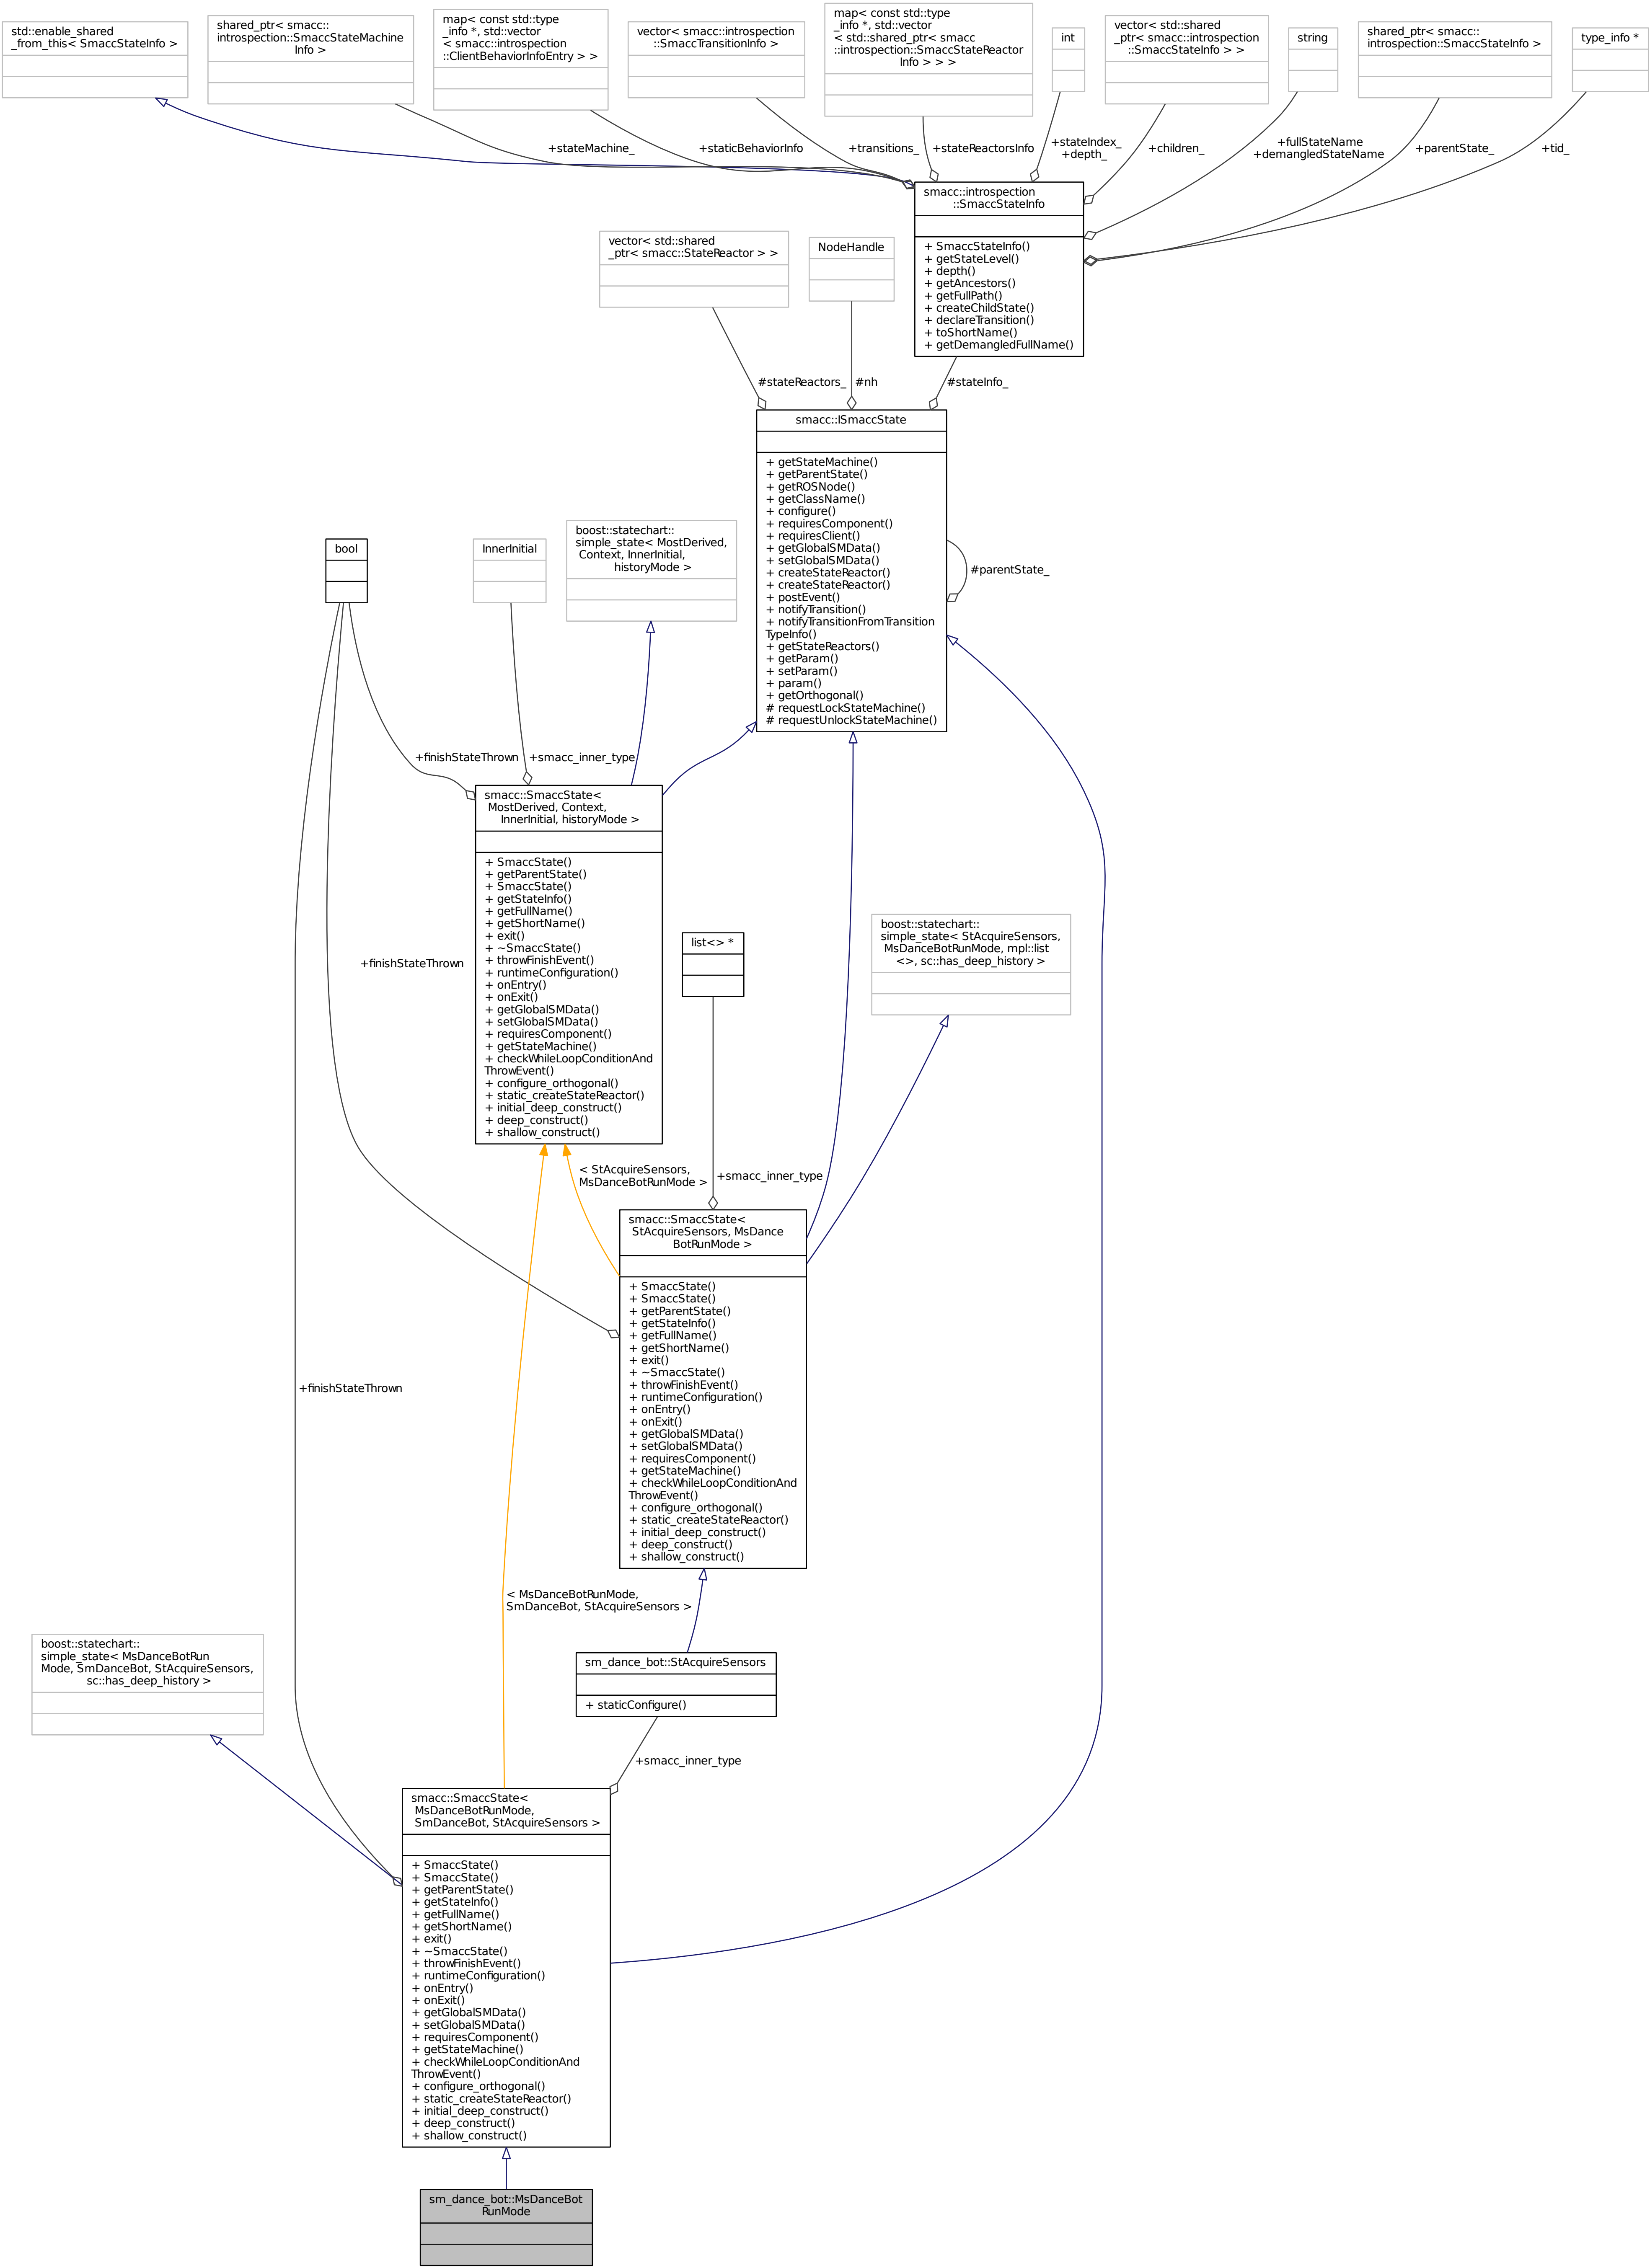 std::enable_shared
_from_this< SmaccStateInfo >
shared_ptr< smacc::
introspection::SmaccStateMachine
Info >
map< const std::type
_info *, std::vector
< smacc::introspection
::ClientBehaviorInfoEntry > >
vector< smacc::introspection
::SmaccTransitionInfo >
map< const std::type
_info *, std::vector
< std::shared_ptr< smacc
::introspection::SmaccStateReactor
Info > > >
int
vector< std::shared
_ptr< smacc::introspection
::SmaccStateInfo > >
string
shared_ptr< smacc::
introspection::SmaccStateInfo >
type_info *
+stateMachine_
+staticBehaviorInfo
+transitions_
+stateReactorsInfo
+stateIndex_
+depth_
+children_
+fullStateName
+demangledStateName
+parentState_
+tid_
smacc::introspection
::SmaccStateInfo
+ SmaccStateInfo()
+ getStateLevel()
+ depth()
+ getAncestors()
+ getFullPath()
+ createChildState()
+ declareTransition()
+ toShortName()
+ getDemangledFullName()
vector< std::shared
_ptr< smacc::StateReactor > >
NodeHandle
#stateReactors_
#nh
#stateInfo_
smacc::ISmaccState
+ getStateMachine()
+ getParentState()
+ getROSNode()
+ getClassName()
+ configure()
+ requiresComponent()
+ requiresClient()
+ getGlobalSMData()
+ setGlobalSMData()
+ createStateReactor()
+ createStateReactor()
+ postEvent()
+ notifyTransition()
+ notifyTransitionFromTransition
TypeInfo()
+ getStateReactors()
+ getParam()
+ setParam()
+ param()
+ getOrthogonal()
# requestLockStateMachine()
# requestUnlockStateMachine()
#parentState_
bool
InnerInitial
boost::statechart::
simple_state< MostDerived,
Context, InnerInitial,
historyMode >
+finishStateThrown
+smacc_inner_type
smacc::SmaccState<
MostDerived, Context,
InnerInitial, historyMode >
+ SmaccState()
+ getParentState()
+ SmaccState()
+ getStateInfo()
+ getFullName()
+ getShortName()
+ exit()
+ ~SmaccState()
+ throwFinishEvent()
+ runtimeConfiguration()
+ onEntry()
+ onExit()
+ getGlobalSMData()
+ setGlobalSMData()
+ requiresComponent()
+ getStateMachine()
+ checkWhileLoopConditionAnd
ThrowEvent()
+ configure_orthogonal()
+ static_createStateReactor()
+ initial_deep_construct()
+ deep_construct()
+ shallow_construct()
+finishStateThrown
list<> *
boost::statechart::
simple_state< StAcquireSensors,
MsDanceBotRunMode, mpl::list
<>, sc::has_deep_history >
< StAcquireSensors,
MsDanceBotRunMode >
+smacc_inner_type
smacc::SmaccState<
StAcquireSensors, MsDance
BotRunMode >
+ SmaccState()
+ SmaccState()
+ getParentState()
+ getStateInfo()
+ getFullName()
+ getShortName()
+ exit()
+ ~SmaccState()
+ throwFinishEvent()
+ runtimeConfiguration()
+ onEntry()
+ onExit()
+ getGlobalSMData()
+ setGlobalSMData()
+ requiresComponent()
+ getStateMachine()
+ checkWhileLoopConditionAnd
ThrowEvent()
+ configure_orthogonal()
+ static_createStateReactor()
+ initial_deep_construct()
+ deep_construct()
+ shallow_construct()
+finishStateThrown
< MsDanceBotRunMode,
SmDanceBot, StAcquireSensors >
boost::statechart::
simple_state< MsDanceBotRun
Mode, SmDanceBot, StAcquireSensors,
sc::has_deep_history >
sm_dance_bot::StAcquireSensors
+ staticConfigure()
+smacc_inner_type
smacc::SmaccState<
MsDanceBotRunMode,
SmDanceBot, StAcquireSensors >
+ SmaccState()
+ SmaccState()
+ getParentState()
+ getStateInfo()
+ getFullName()
+ getShortName()
+ exit()
+ ~SmaccState()
+ throwFinishEvent()
+ runtimeConfiguration()
+ onEntry()
+ onExit()
+ getGlobalSMData()
+ setGlobalSMData()
+ requiresComponent()
+ getStateMachine()
+ checkWhileLoopConditionAnd
ThrowEvent()
+ configure_orthogonal()
+ static_createStateReactor()
+ initial_deep_construct()
+ deep_construct()
+ shallow_construct()
sm_dance_bot::MsDanceBot
RunMode